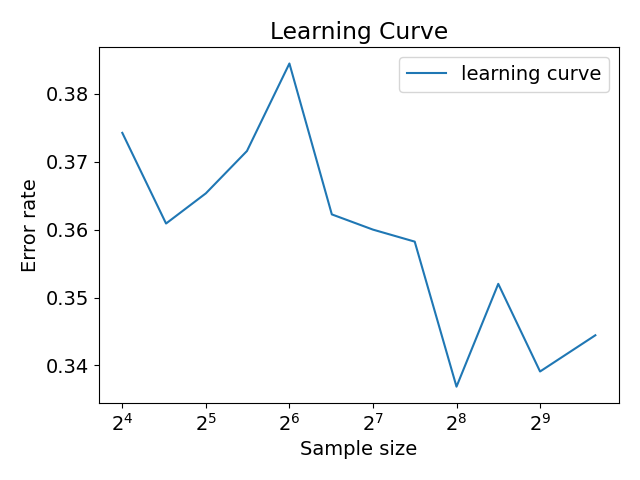 Learning Curve
learning curve
Error rate
0.38
0.37
0.36
0.35
0.34
2⁴ 2⁵ 2⁶ 2⁷ 2⁸ 2⁹
Sample size